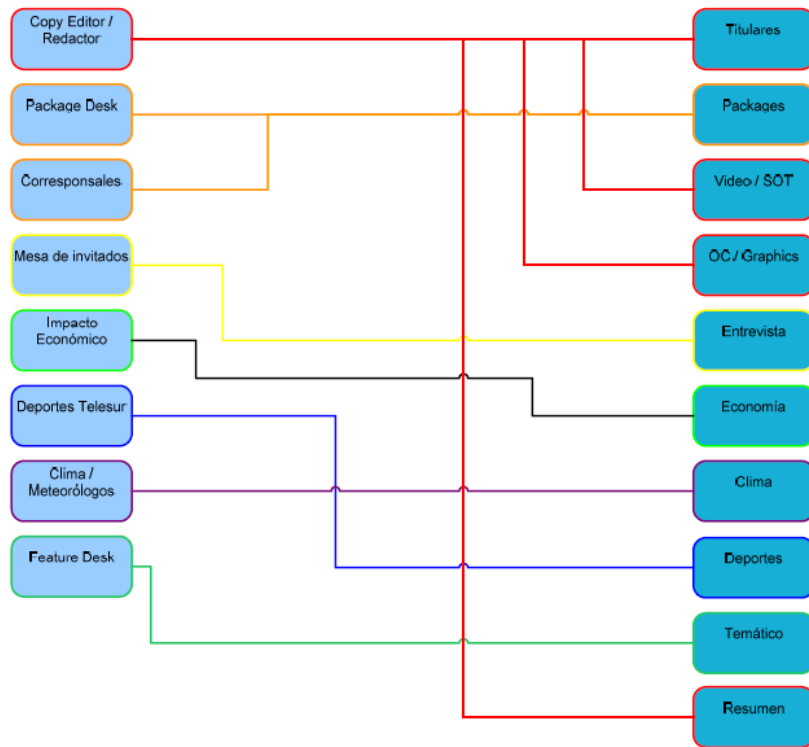 Copy Editor /
Redactor
Titulares
Package Desk
Packages
Corresponsales
Video / SOT
Mesa de invitados
OC / Graphics
Impacto
Económico
Entrevista
Deportes Telesur
Economía
Clima /
Meteorólogos
Clima
Feature Desk
Deportes
Temático
Resumen